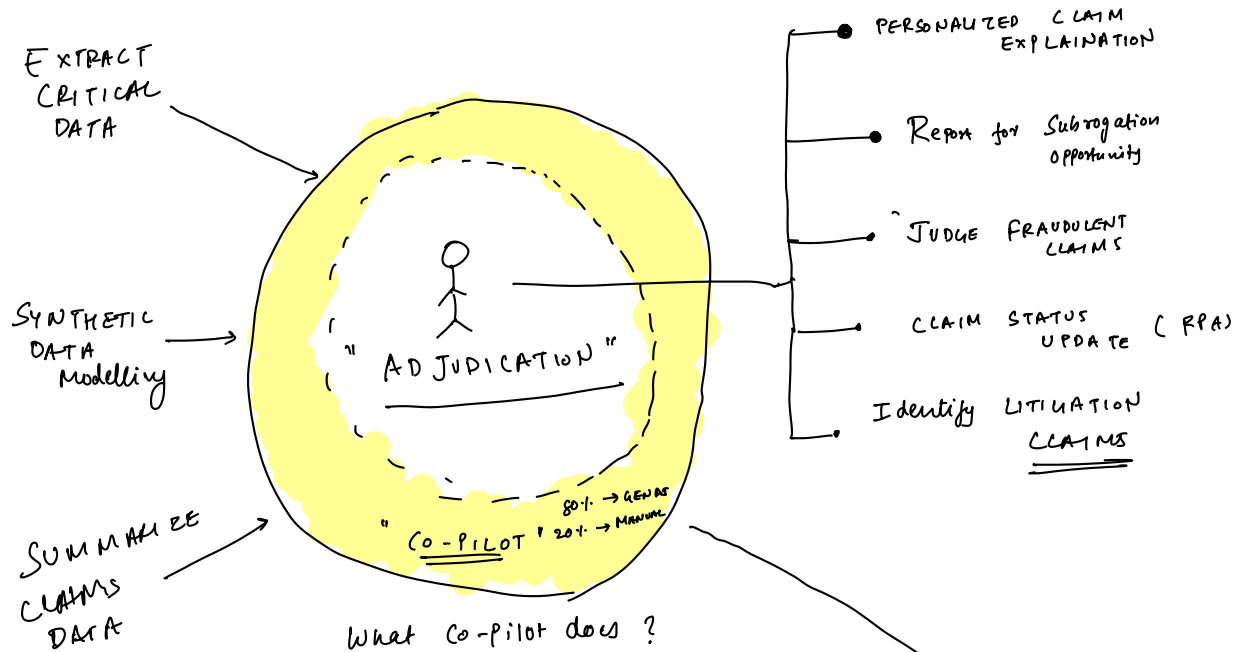 EXTRACT
CRITICAL
DATA
SYNTHETIC
DATA
Modelling
SUMMARIZE
CLAIMS
DATA
" ADJUDICATION "
80% → GENAI
20% → MANUAL
" CO-PILOT "
What Co-pilot does ?
PERSONALIZED CLAIM
EXPLAINATION
Report for Subrogation
Opportunity
JUDGE FRAUDULENT
CLAIMS
CLAIM STATUS
UPDATE ( RPA)
Identify LITIGATION
CLAIMS